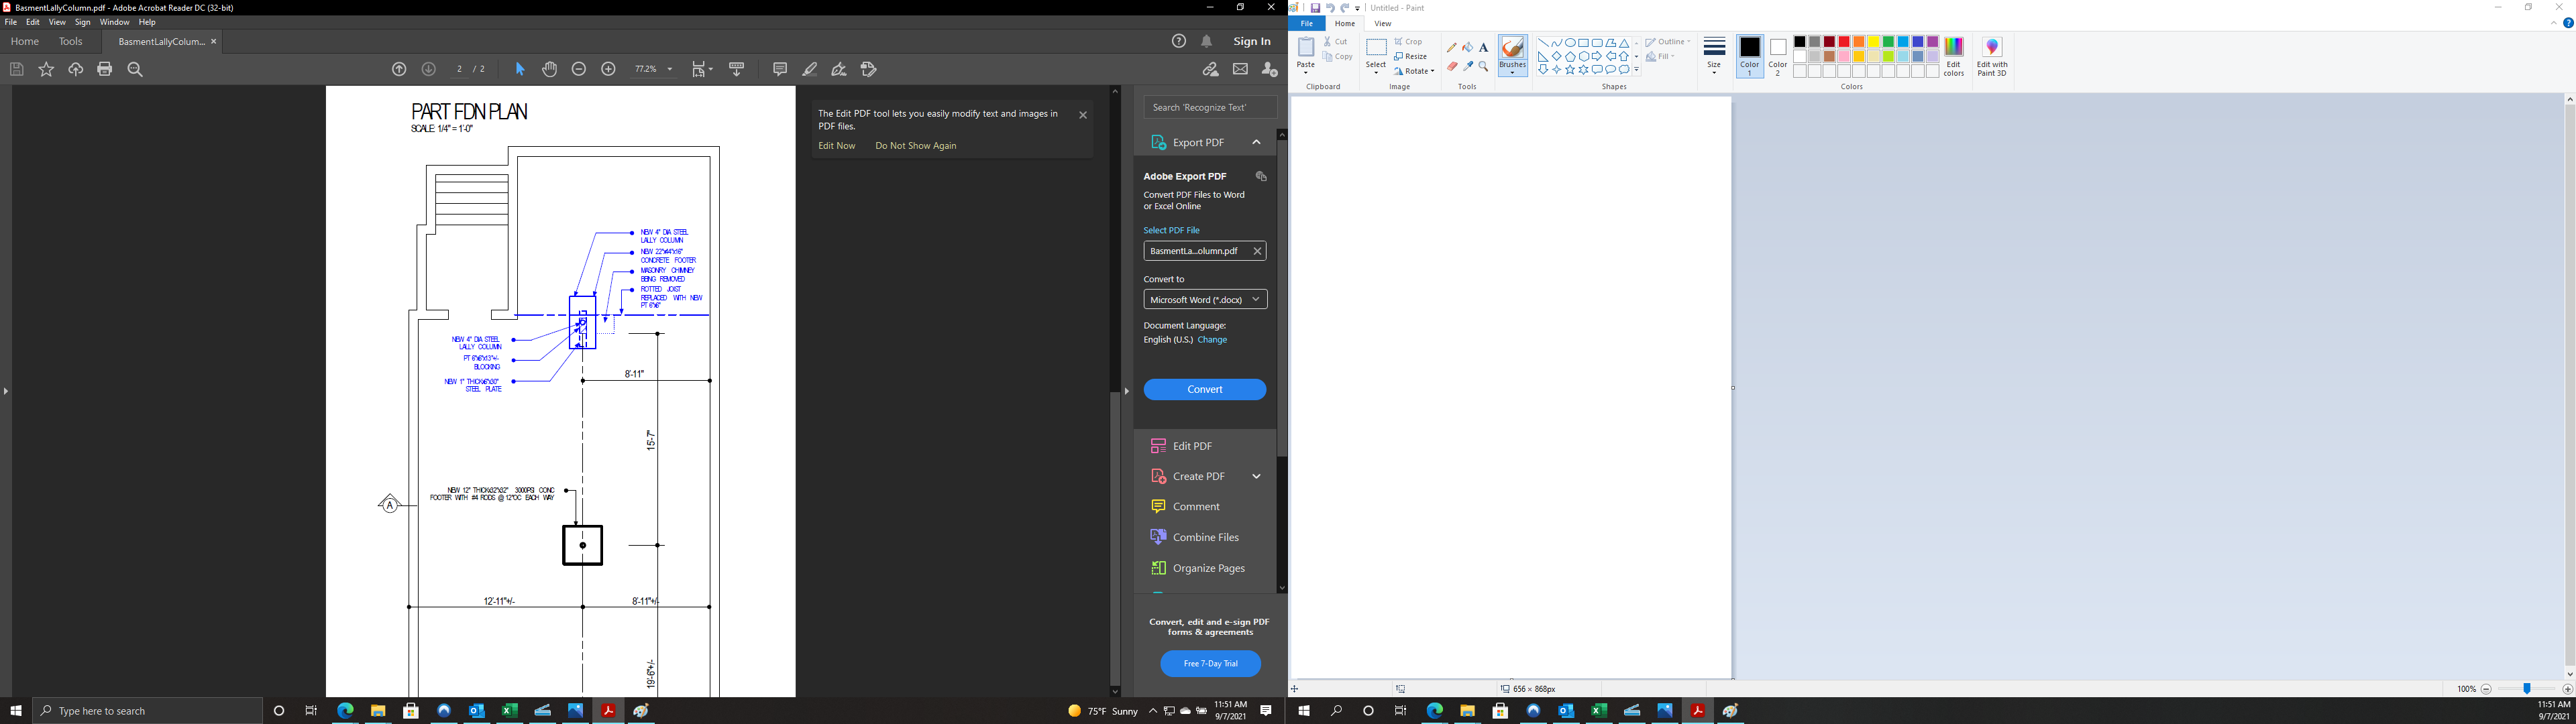 BasmentLallyColumn.pdf - Adobe Acrobat Reader DC (32-bit)
File Edit View Sign Window Help
Home Tools BasmentLallyColum... × Sign In
2 / 2 77.2%
PART FDN PLAN
SCALE: 1/4" = 1'-0"
NEW 4" DIA STEEL
LALLY COLUMN
NEW 22"X44"X16"
CONCRETE FOOTER
MASONRY CHIMNEY
BEING REMOVED
ROTTED JOIST
REPLACED WITH NEW
PT 6"x6"
NEW 4" DIA STEEL
LALLY COLUMN
PT 6"x6"x13"+/-
BLOCKING
NEW 1" THICKx6"x30"
STEEL PLATE
8'-11"
15'-7"
NEW 12" THICKx32"x32" 3000PSI CONC
FOOTER WITH #4 RODS @ 12"OC EACH WAY
A
12'-11"+/-
8'-11"+/-
19'-6"+/-
The Edit PDF tool lets you easily modify text and images in
PDF files.
Edit Now Do Not Show Again
Search 'Recognize Text'
Export PDF
Adobe Export PDF
Convert PDF Files to Word
or Excel Online
Select PDF File
BasmentLa...olumn.pdf
Convert to
Microsoft Word (*.docx)
Document Language:
English (U.S.) Change
Convert
Edit PDF
Create PDF
Comment
Combine Files
Organize Pages
Convert, edit and e-sign PDF
forms & agreements
Free 7-Day Trial
Type here to search
75°F Sunny
11:51 AM
9/7/2021
Untitled - Paint
File Home View
Paste
Cut
Copy
Clipboard
Select
Crop
Resize
Rotate
Image
A
Tools
Brushes
Outline
Fill
Shapes
Size
Color
1
Color
2
Edit
colors
Colors
Edit with
Paint 3D
656 × 868px
100%
11:51 AM
9/7/2021